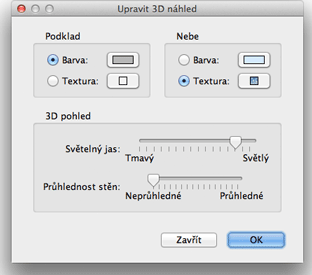 Upravit 3D náhled
Podklad
Nebe
Barva:
Barva:
Textura:
Textura:
3D pohled
Světelný jas:
Tmavý
Světlý
Průhlednost stěn:
Neprůhledné
Průhledné
Zavřít
OK